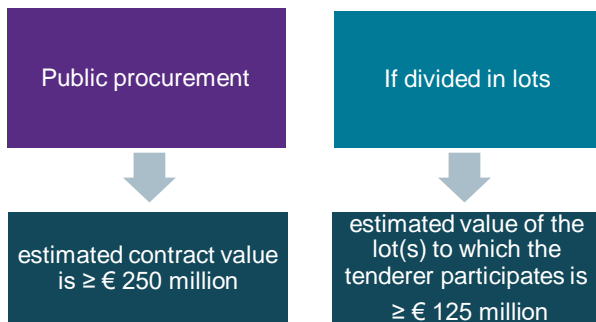 Public procurement
If divided in lots
estimated contract value
is ≥ € 250 million
estimated value of the
lot(s) to which the
tenderer participates is
≥ € 125 million